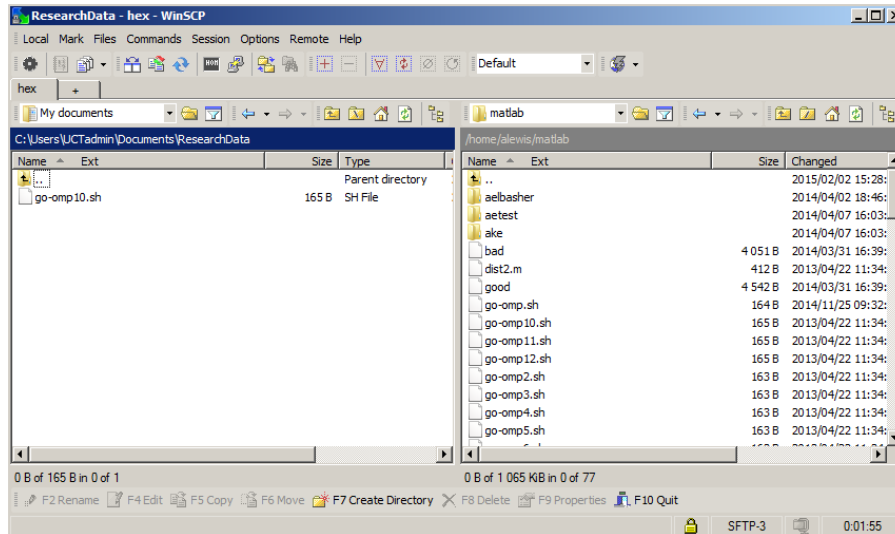 ResearchData - hex - WinSCP
Local Mark Files Commands Session Options Remote Help
Default
hex +
My documents
matlab
C:\Users\UCTadmin\Documents\ResearchData
/home/alewis/matlab
Name Ext Size Type
Name Ext Size Changed
.. Parent directory
.. 2015/02/02 15:28:
go-omp10.sh 165 B SH File
aelbasher 2014/04/02 18:46:
aetest 2014/04/07 16:03:
ake 2014/04/07 16:03:
bad 4 051 B 2014/03/31 16:39:
dist2.m 412 B 2013/04/22 11:34:
good 4 542 B 2014/03/31 16:39:
go-omp.sh 164 B 2014/11/25 09:32:
go-omp10.sh 165 B 2013/04/22 11:34:
go-omp11.sh 165 B 2013/04/22 11:34:
go-omp12.sh 165 B 2013/04/22 11:34:
go-omp2.sh 163 B 2013/04/22 11:34:
go-omp3.sh 163 B 2013/04/22 11:34:
go-omp4.sh 163 B 2013/04/22 11:34:
go-omp5.sh 163 B 2013/04/22 11:34:
0 B of 165 B in 0 of 1
0 B of 1 065 KiB in 0 of 77
F2 Rename F4 Edit F5 Copy F6 Move F7 Create Directory F8 Delete F9 Properties F10 Quit
SFTP-3 0:01:55